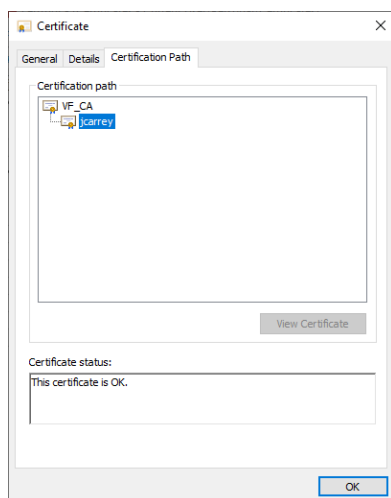 Certificate
General Details Certification Path
Certification path
VF_CA
jcarrey
View Certificate
Certificate status:
This certificate is OK.
OK